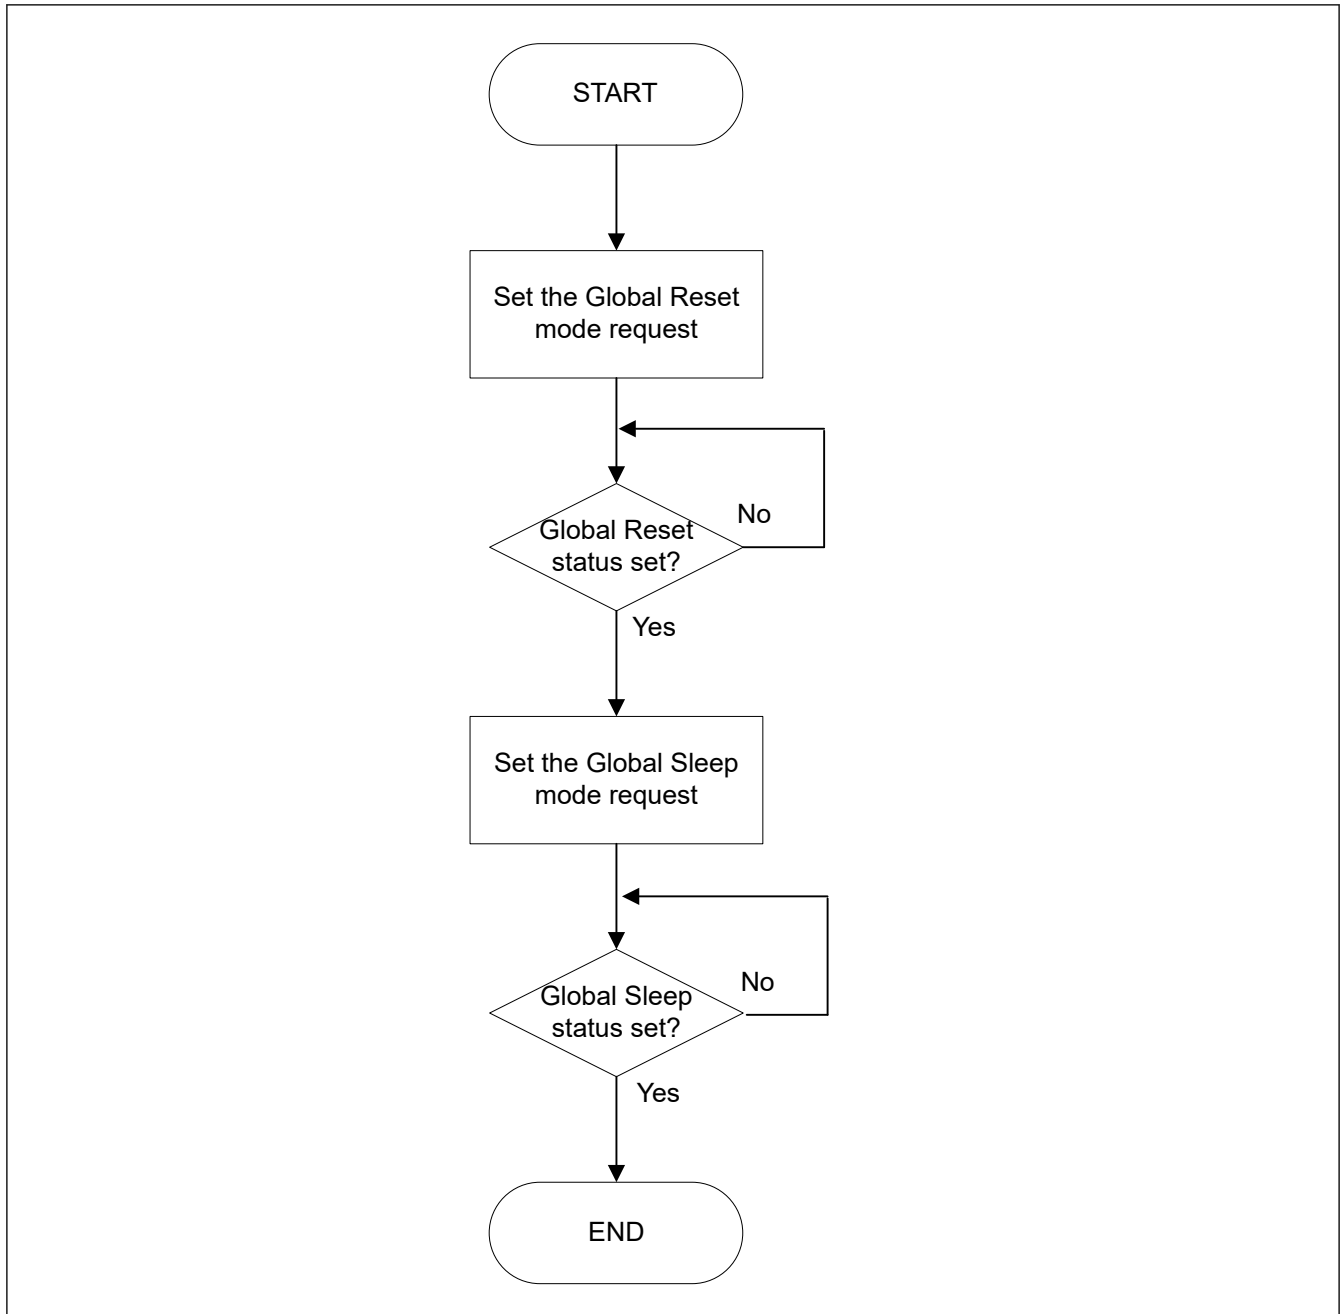 START
Set the Global Reset
mode request
No
Global Reset
status set?
Yes
Set the Global Sleep
mode request
No
Global Sleep
status set?
Yes
END